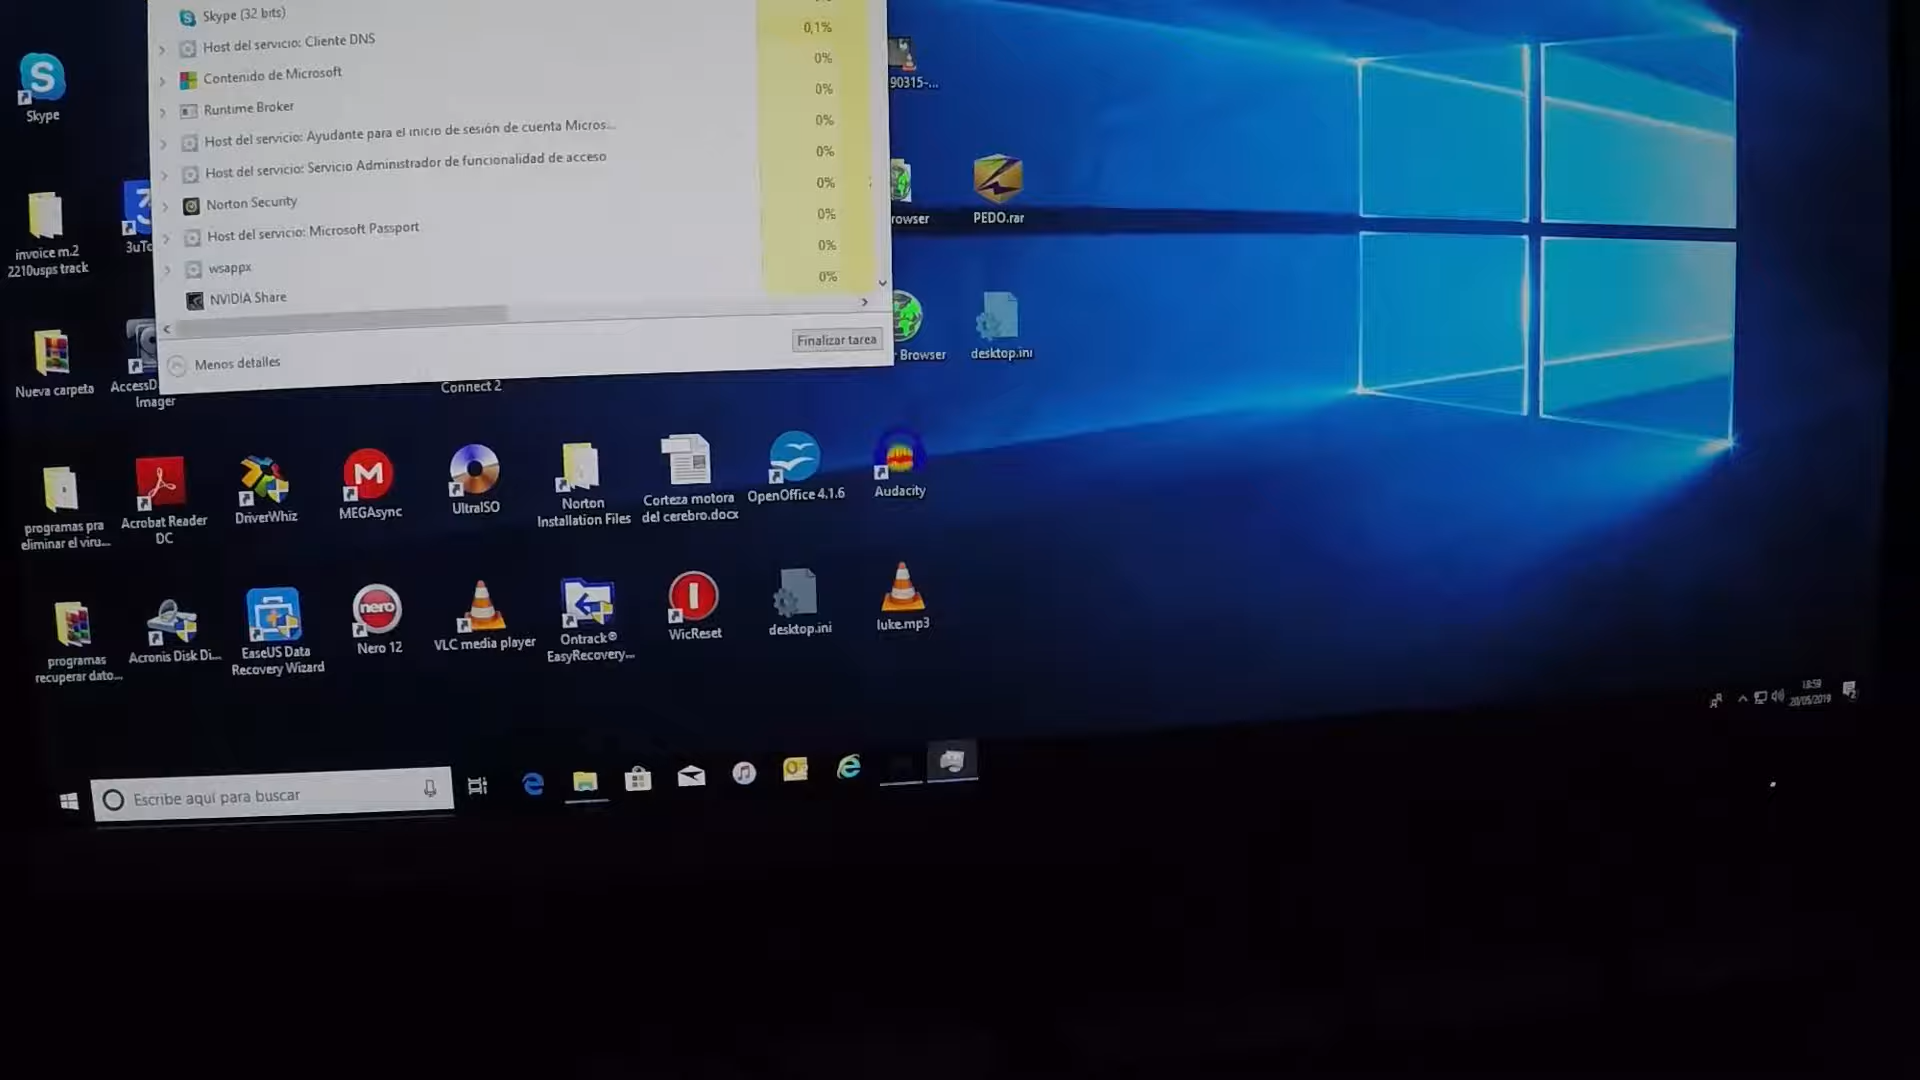 Skype (32 bits)
0,1%
Host del servicio: Cliente DNS
0%
Contenido de Microsoft
0%
Runtime Broker
0%
Host del servicio: Ayudante para el inicio de sesión de cuenta Micros...
0%
Host del servicio: Servicio Administrador de funcionalidad de acceso
0%
Norton Security
0%
Host del servicio: Microsoft Passport
0%
wsappx
0%
NVIDIA Share
Finalizar tarea
Menos detalles
Skype
90315-...
invoice m.2
2210usps track
3uTo
rowser
PEDO.rar
Nueva carpeta
AccessD
Imager
Connect 2
Browser
desktop.ini
programas pra
eliminar el viru...
Acrobat Reader
DC
DriverWhiz
MEGAsync
UltraISO
Norton
Installation Files
Corteza motora
del cerebro.docx
OpenOffice 4.1.6
Audacity
programas
recuperar dato...
Acronis Disk Di...
EaseUS Data
Recovery Wizard
nero
Nero 12
VLC media player
Ontrack®
EasyRecovery...
WicReset
desktop.ini
luke.mp3
18:59
20/05/2019
Escribe aquí para buscar